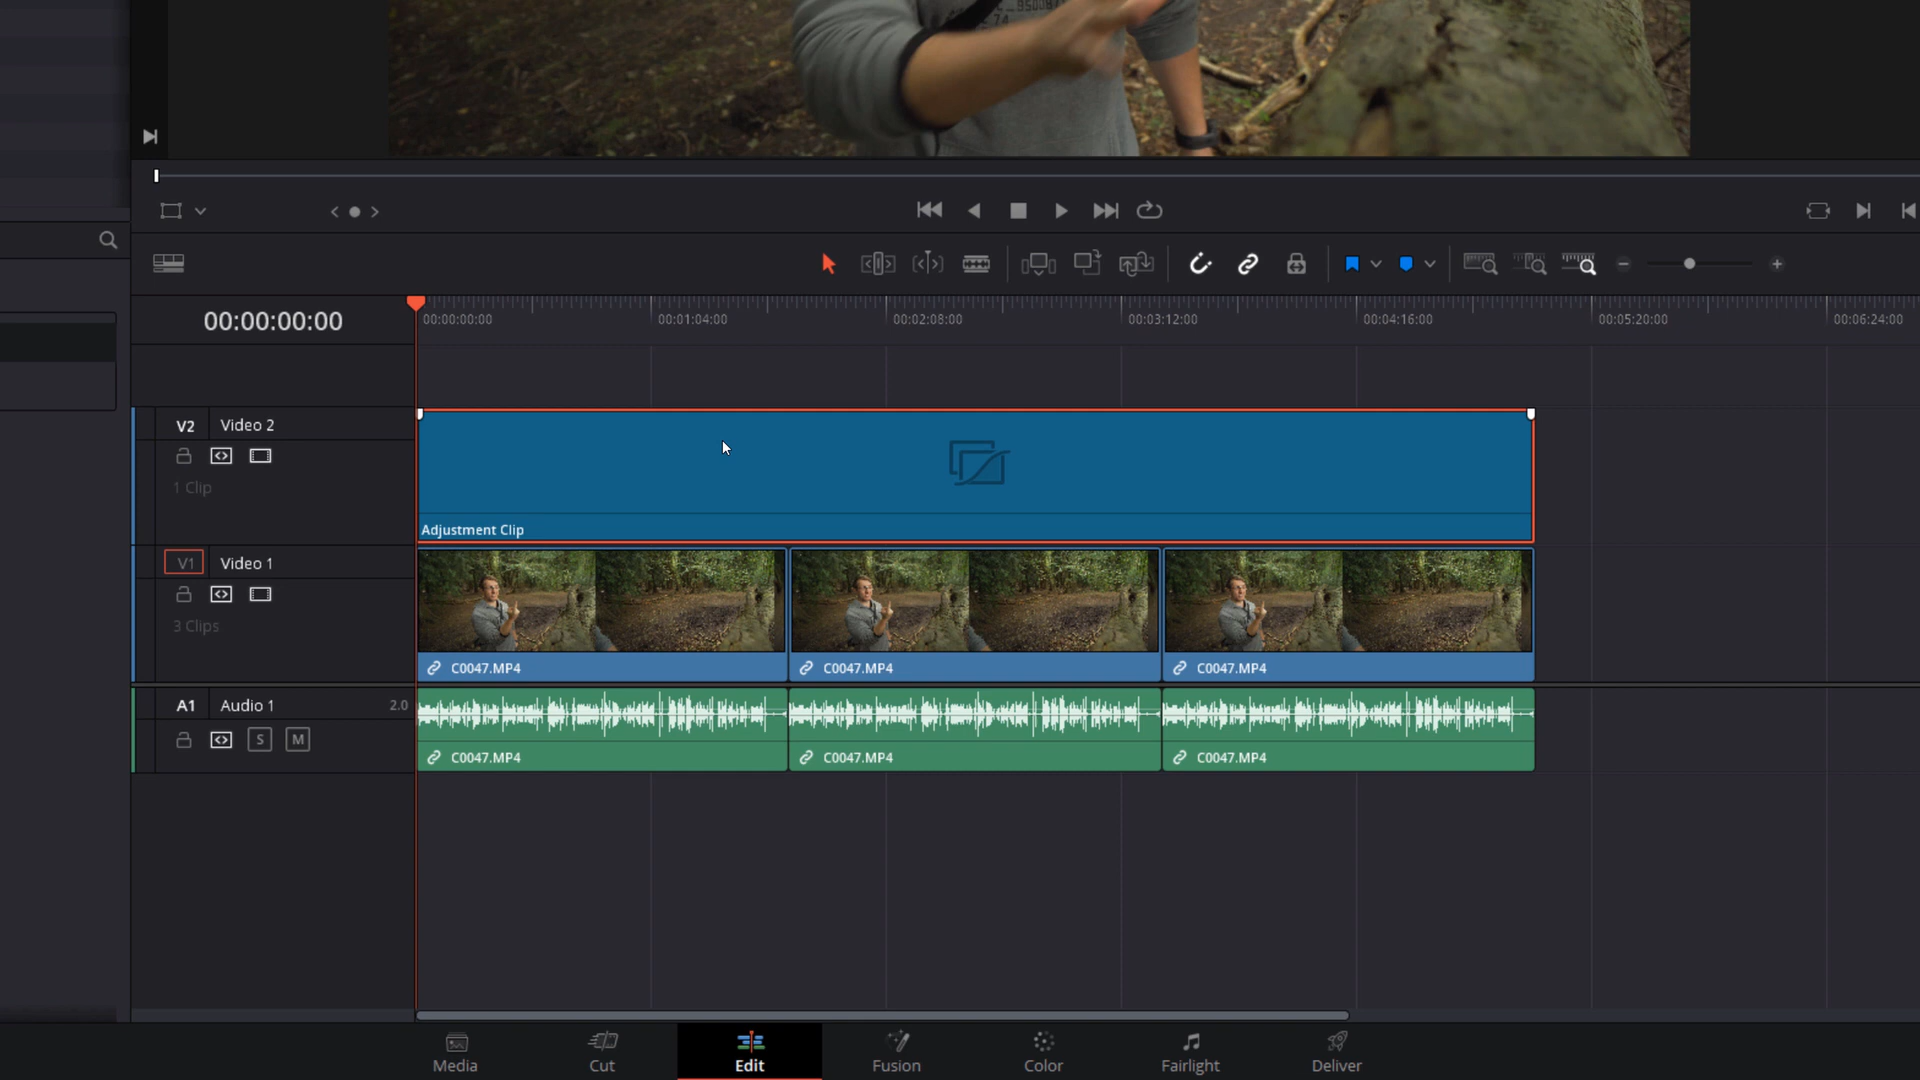 00:00:00:00
00:00:00:00
00:01:04:00
00:02:08:00
00:03:12:00
00:04:16:00
00:05:20:00
00:06:24:00
V2 Video 2
1 Clip
Adjustment Clip
V1 Video 1
3 Clips
C0047.MP4
C0047.MP4
C0047.MP4
A1 Audio 1 2.0
S M
C0047.MP4
C0047.MP4
C0047.MP4
Media
Cut
Edit
Fusion
Color
Fairlight
Deliver